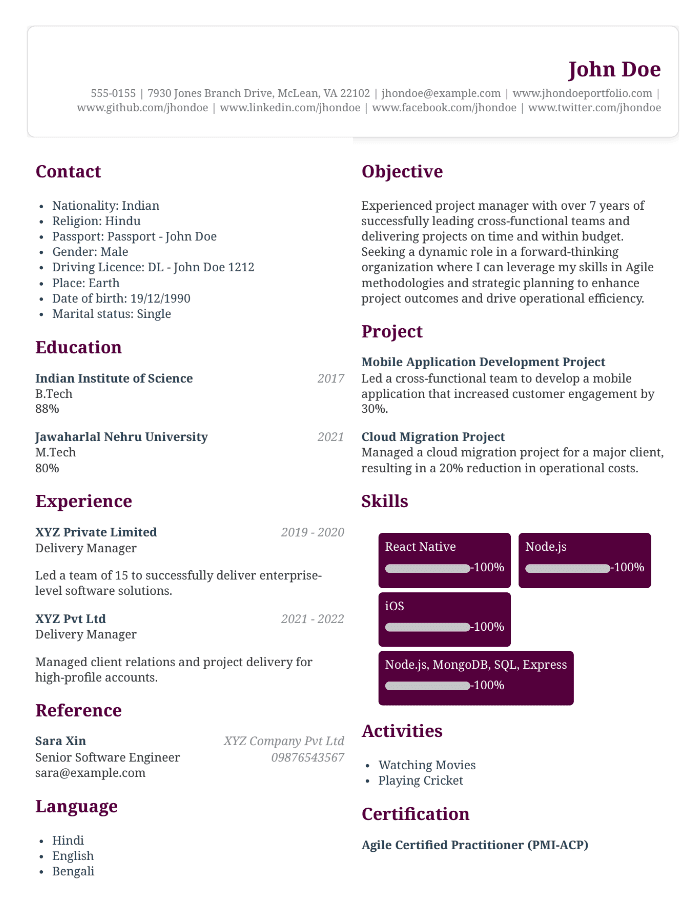 John Doe
555-0155 | 7930 Jones Branch Drive, McLean, VA 22102 | jhondoe@example.com | www.jhondoeportfolio.com |
www.github.com/jhondoe | www.linkedin.com/jhondoe | www.facebook.com/jhondoe | www.twitter.com/jhondoe
Contact
• Nationality: Indian
• Religion: Hindu
• Passport: Passport - John Doe
• Gender: Male
• Driving Licence: DL - John Doe 1212
• Place: Earth
• Date of birth: 19/12/1990
• Marital status: Single
Education
Indian Institute of Science 2017
B.Tech
88%
Jawaharlal Nehru University 2021
M.Tech
80%
Experience
XYZ Private Limited 2019 - 2020
Delivery Manager
Led a team of 15 to successfully deliver enterprise-
level software solutions.
XYZ Pvt Ltd 2021 - 2022
Delivery Manager
Managed client relations and project delivery for
high-profile accounts.
Reference
Sara Xin XYZ Company Pvt Ltd
Senior Software Engineer 09876543567
sara@example.com
Language
• Hindi
• English
• Bengali
Objective
Experienced project manager with over 7 years of
successfully leading cross-functional teams and
delivering projects on time and within budget.
Seeking a dynamic role in a forward-thinking
organization where I can leverage my skills in Agile
methodologies and strategic planning to enhance
project outcomes and drive operational efficiency.
Project
Mobile Application Development Project
Led a cross-functional team to develop a mobile
application that increased customer engagement by
30%.
Cloud Migration Project
Managed a cloud migration project for a major client,
resulting in a 20% reduction in operational costs.
Skills
React Native
-100%
Node.js
-100%
iOS
-100%
Node.js, MongoDB, SQL, Express
-100%
Activities
• Watching Movies
• Playing Cricket
Certification
Agile Certified Practitioner (PMI-ACP)